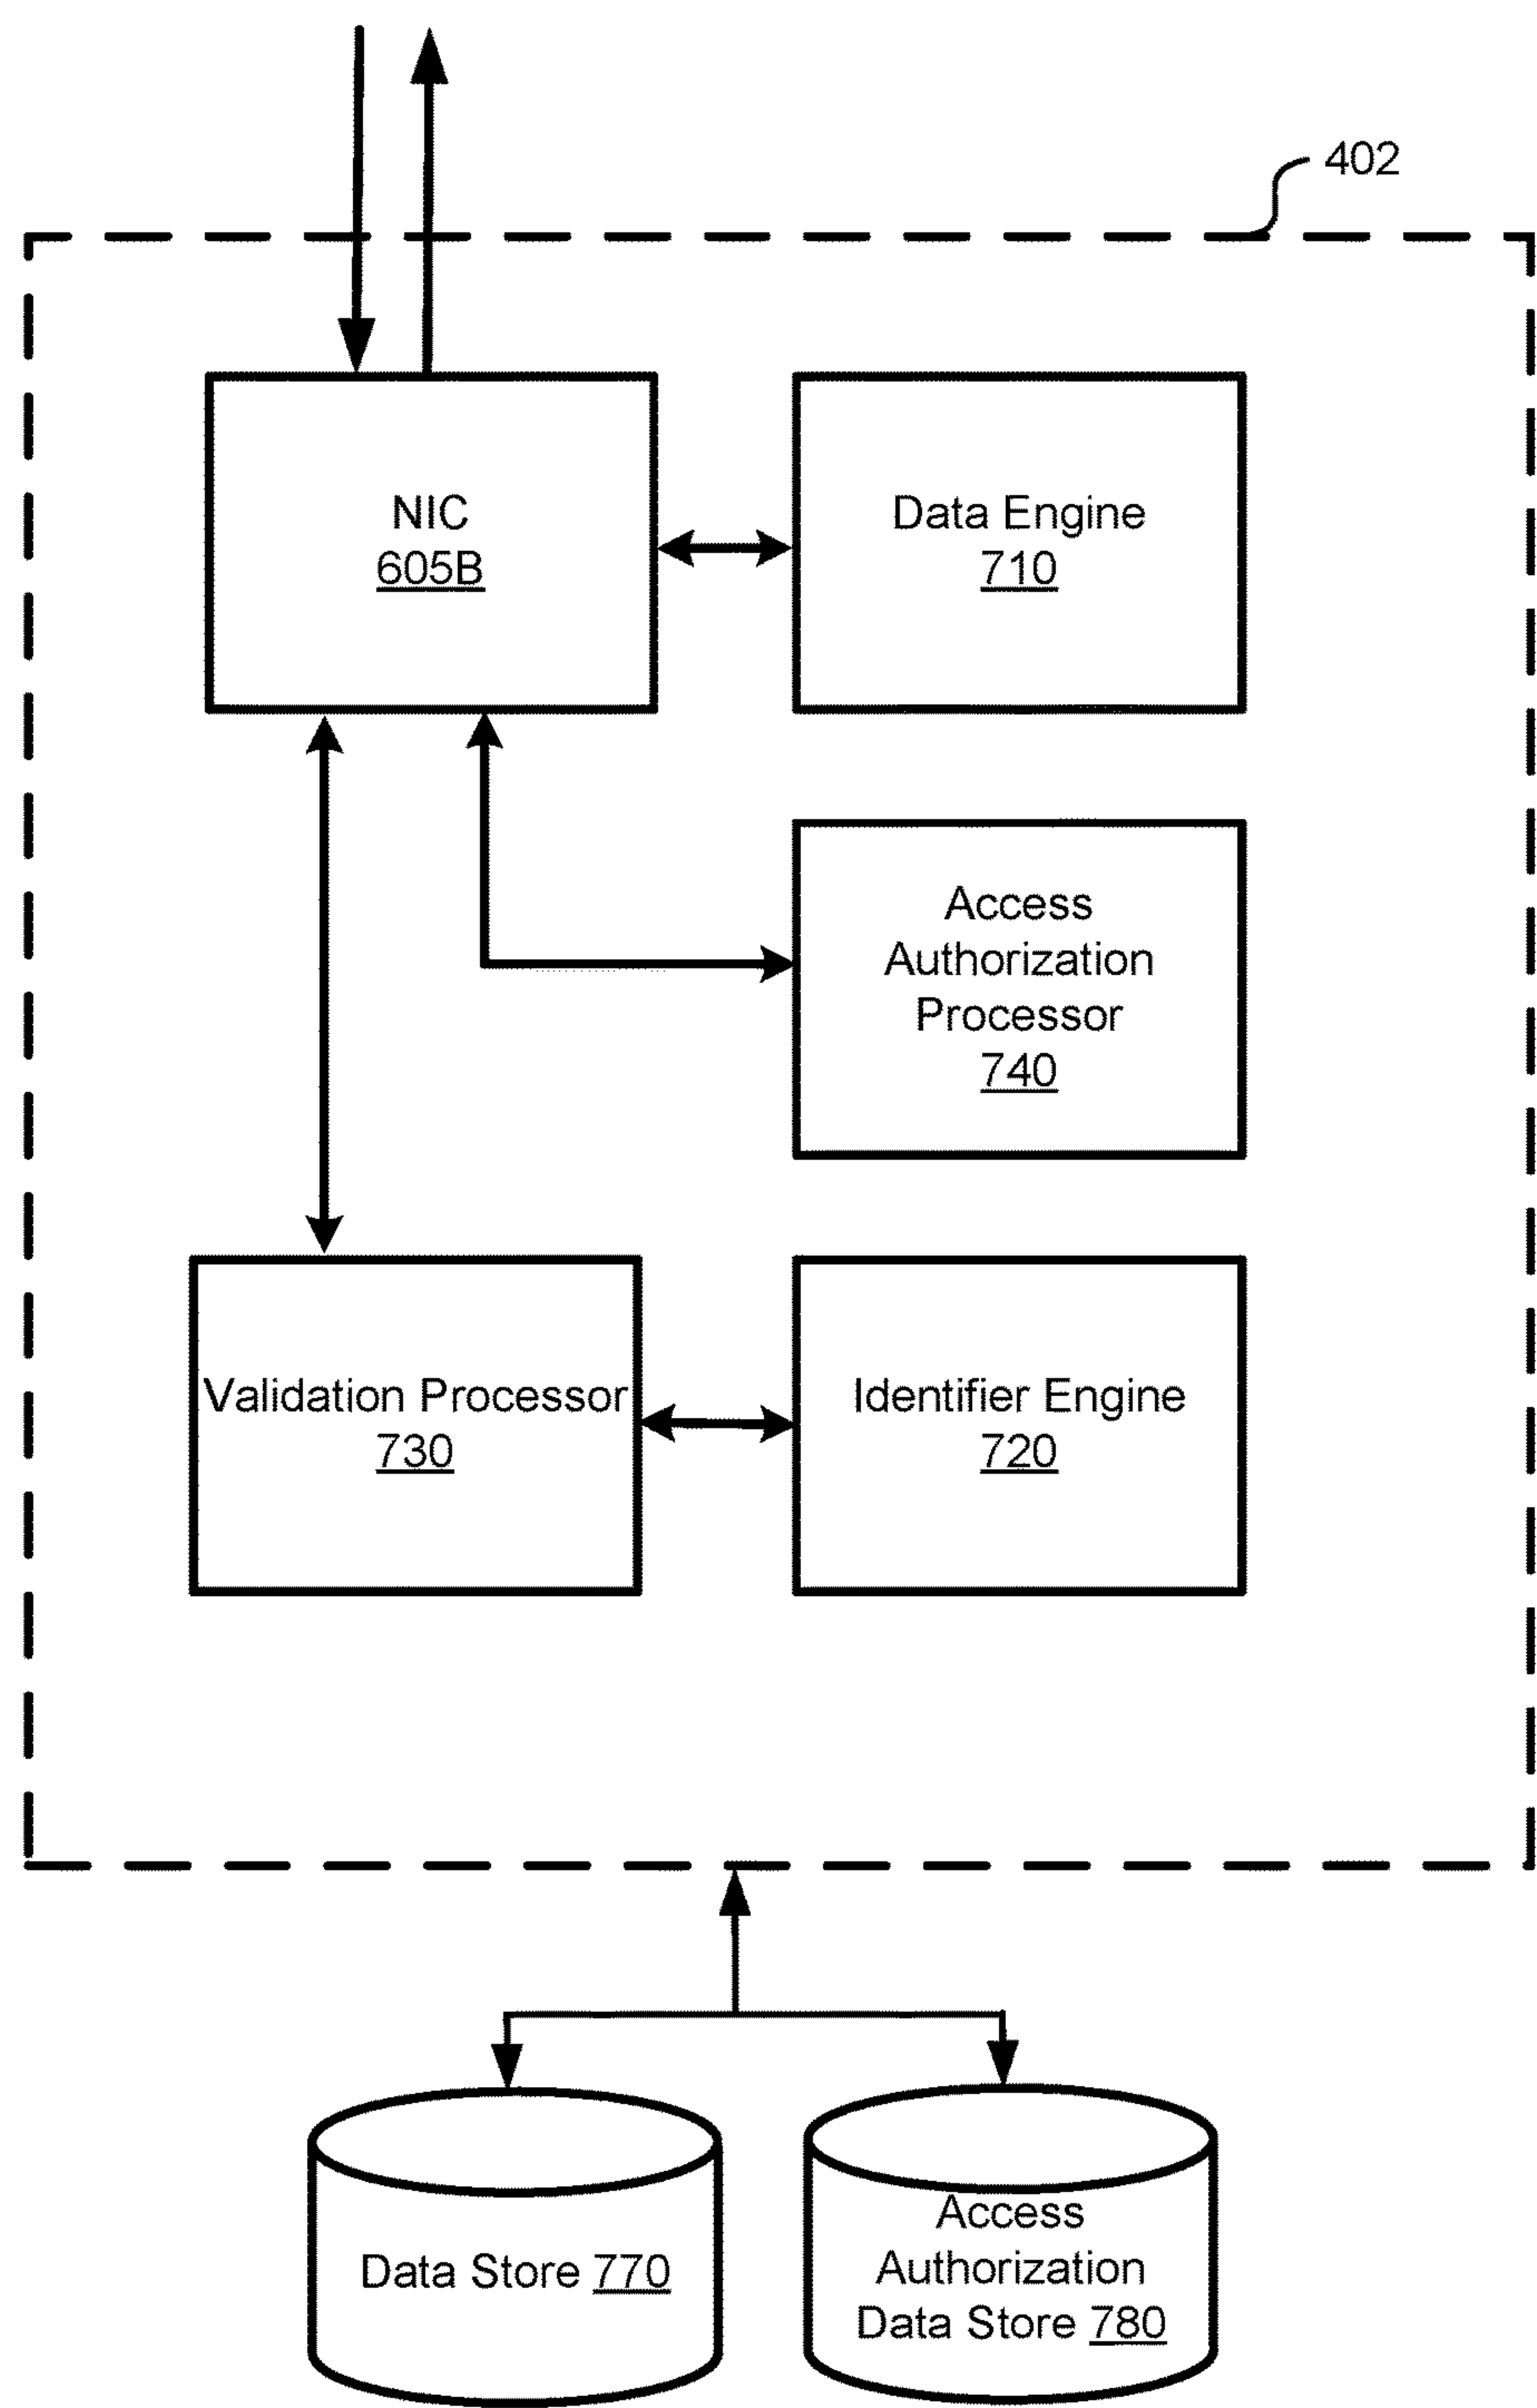 402
NIC
605B
Data Engine
710
Access
Authorization
Processor
740
Validation Processor
730
Identifier Engine
720
Data Store 770
Access
Authorization
Data Store 780